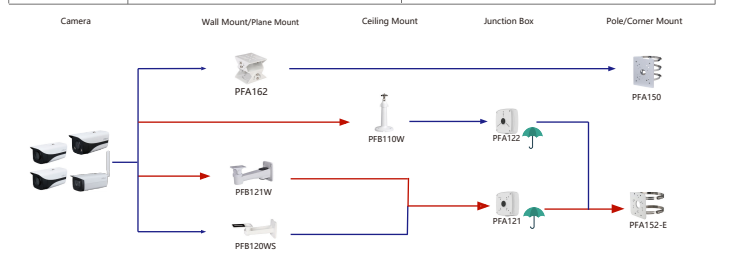 Camera Wall Mount/Plane Mount Ceiling Mount Junction Box Pole/Corner Mount
PFA162
PFA150
PFB110W
PFA122
PFB121W
PFA121
PFA152-E
PFB120WS